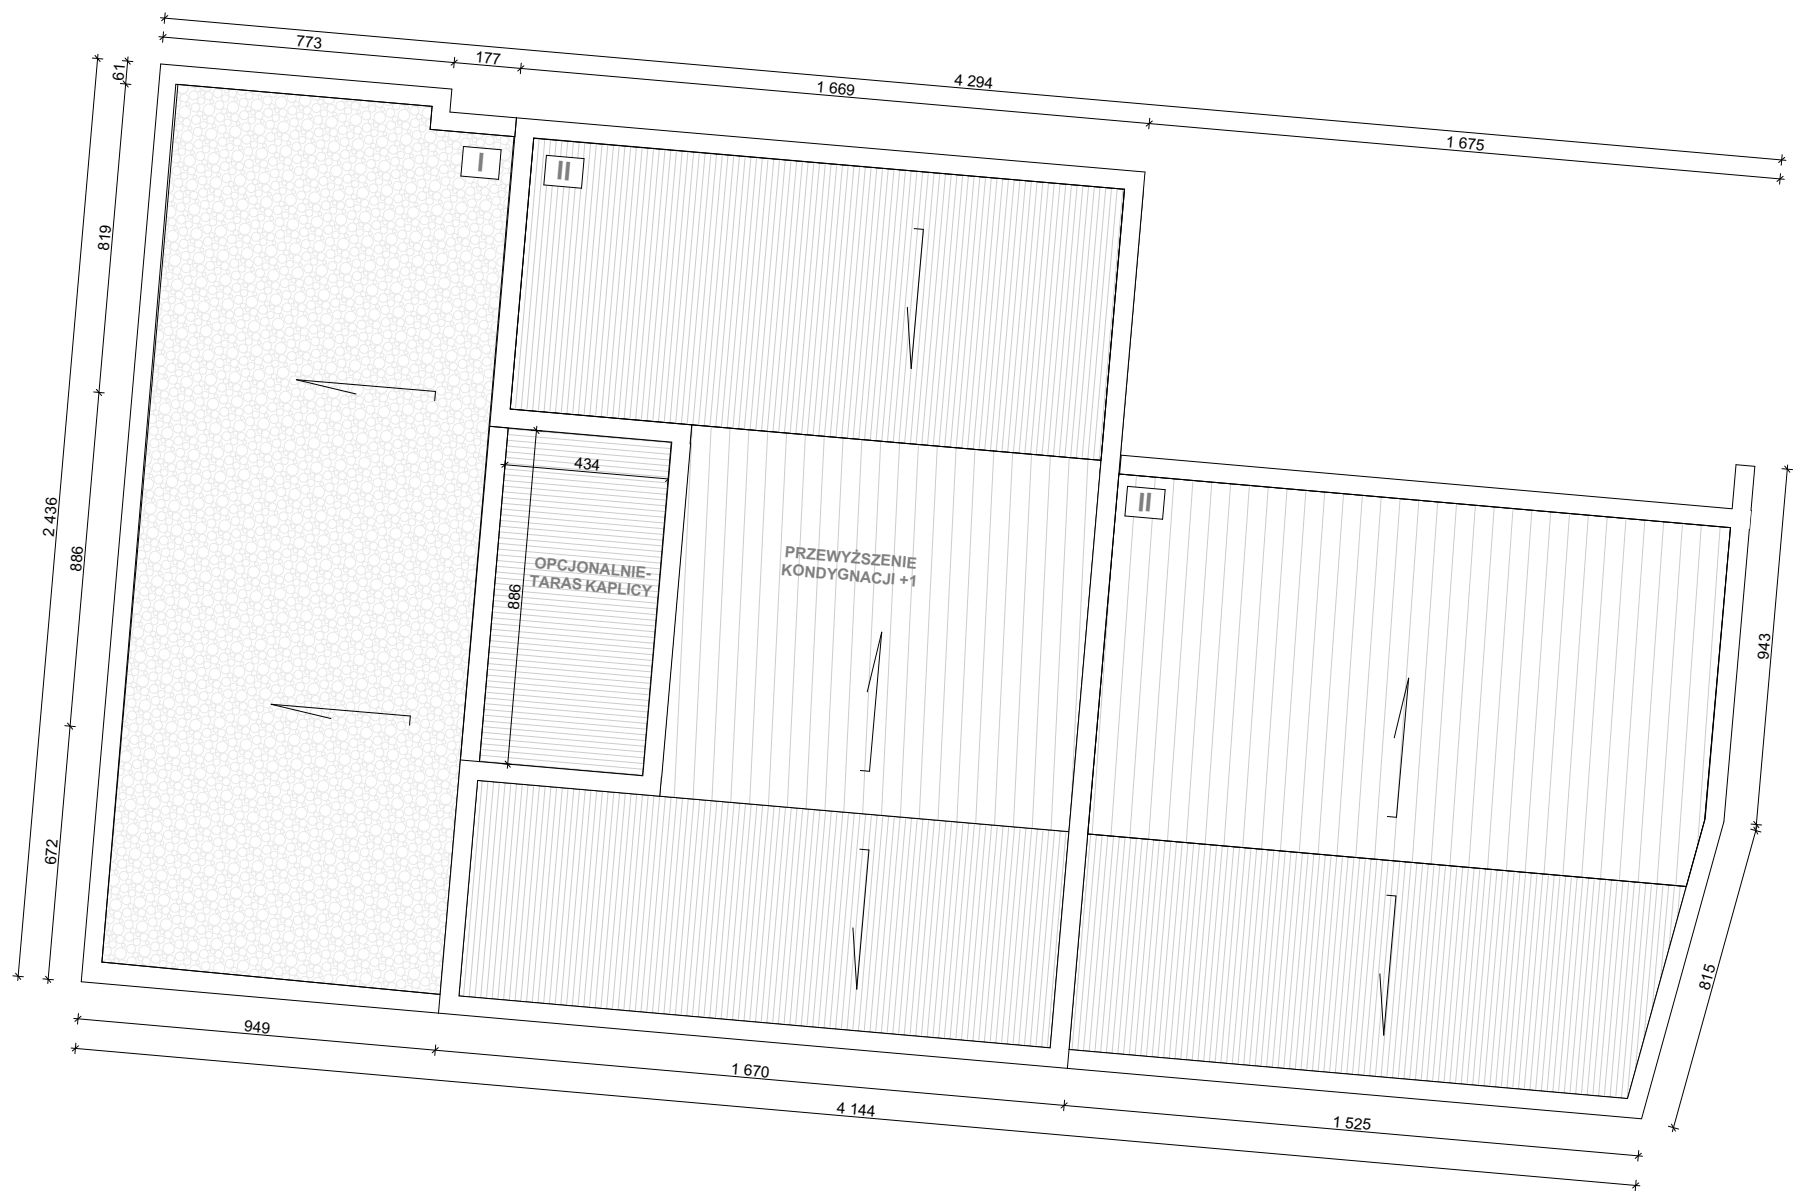 4 294
773
177
1 669
1 675
61
819
2 436
886
672
I
II
II
434
886
OPCJONALNIE-
TARAS KAPLICY
PRZEWYŻSZENIE
KONDYGNACJI +1
943
815
949
1 670
1 525
4 144